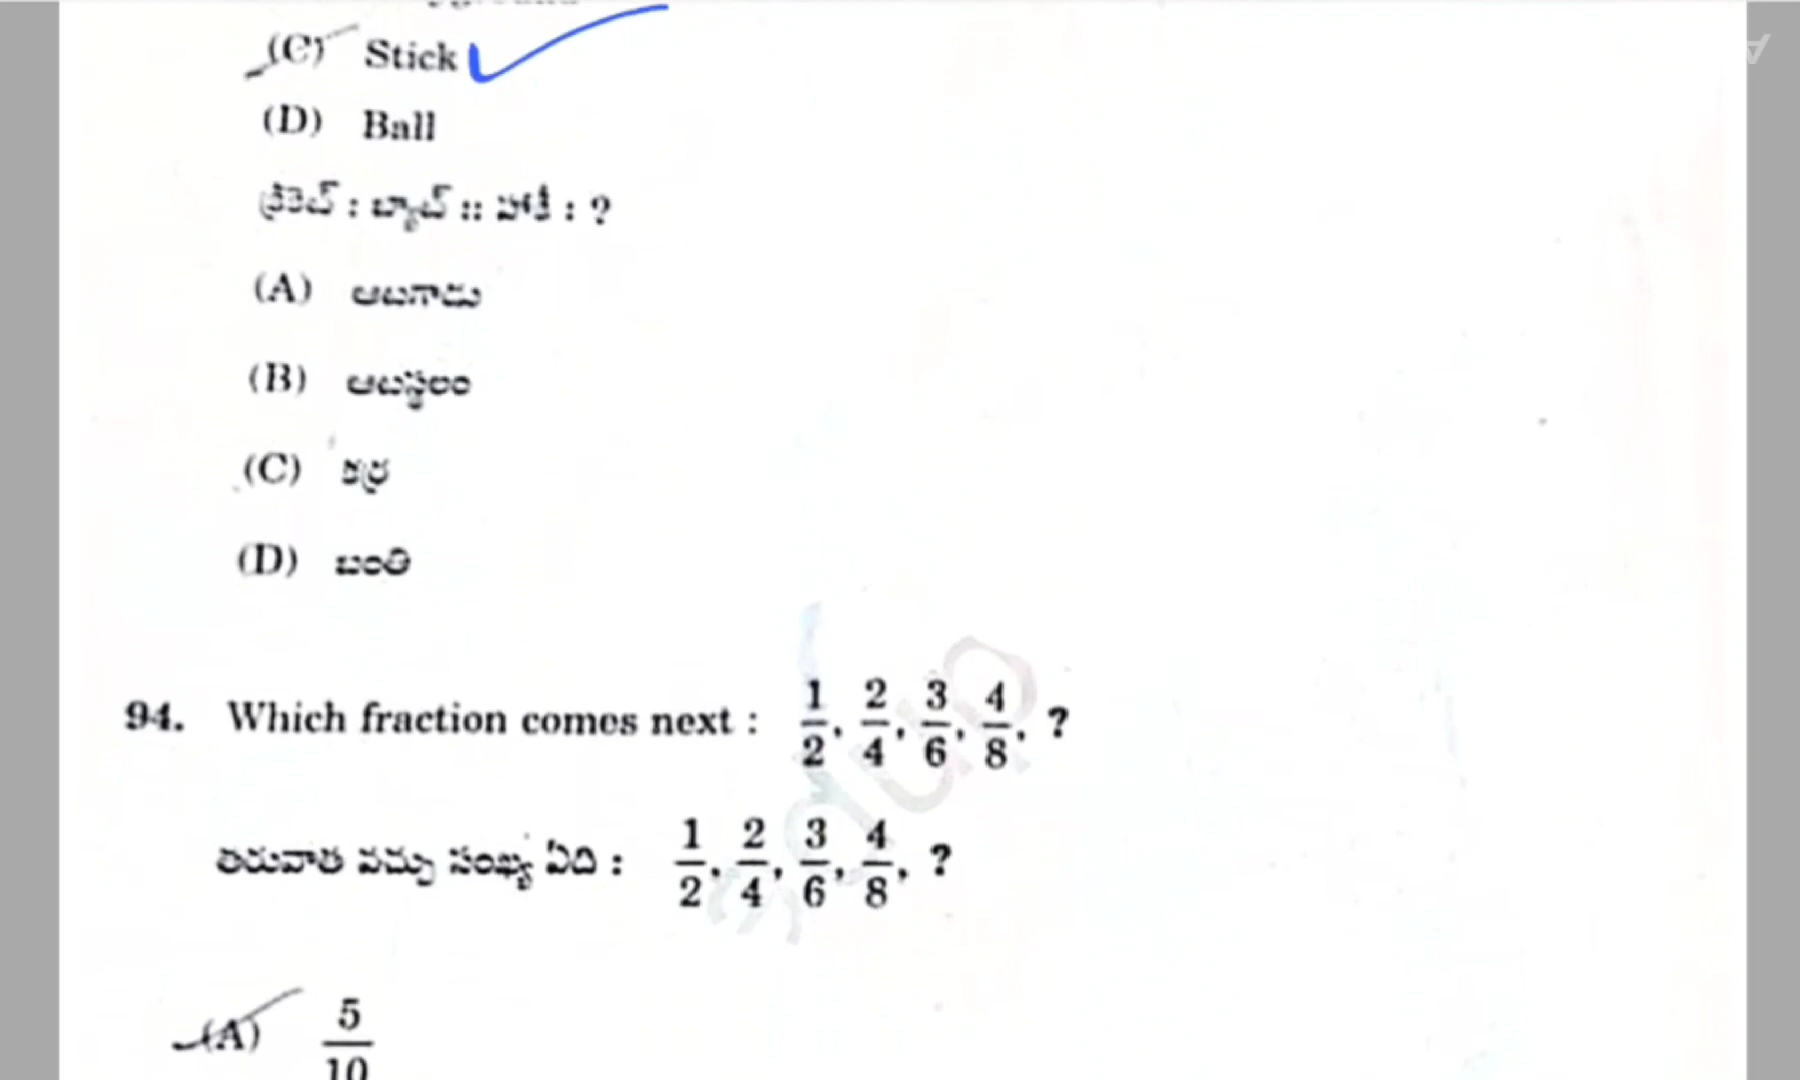 (C) Stick
(D) Ball
క్రికెట్ : బ్యాట్ :: హాకీ : ?
(A) ఆటగాడు
(B) ఆటస్థలం
(C) కర్ర
(D) బంతి
94. Which fraction comes next : 1/2, 2/4, 3/6, 4/8, ?
తరువాత వచ్చు సంఖ్య ఏది : 1/2, 2/4, 3/6, 4/8, ?
(A) 5/10